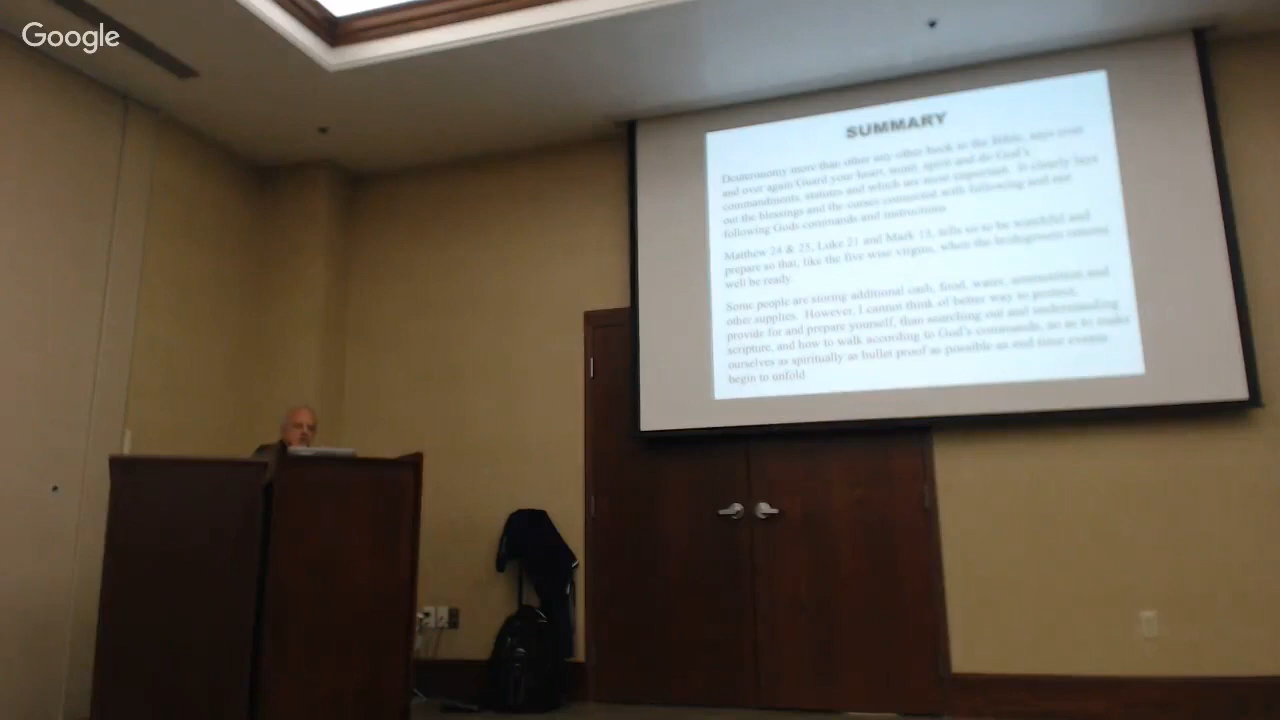 Google
SUMMARY
Deuteronomy more than other any other book in the Bible, says over
and over again Guard your heart, mind, spirit and do God's
commandments, statutes and which are most important. It clearly lays
out the blessings and the curses connected with following and not
following Gods commands and instructions
Matthew 24 & 25, Luke 21 and Mark 13, tells us to be watchful and
prepare so that, like the five wise virgins, when the bridegroom returns
well be ready
Some people are storing additional cash, food, water, ammunition and
other supplies. However, I cannot think of better way to protect,
provide for and prepare yourself, than searching out and understanding
scripture, and how to walk according to God's commands, so as to make
ourselves as spiritually as bullet proof as possible as end time events
begin to unfold